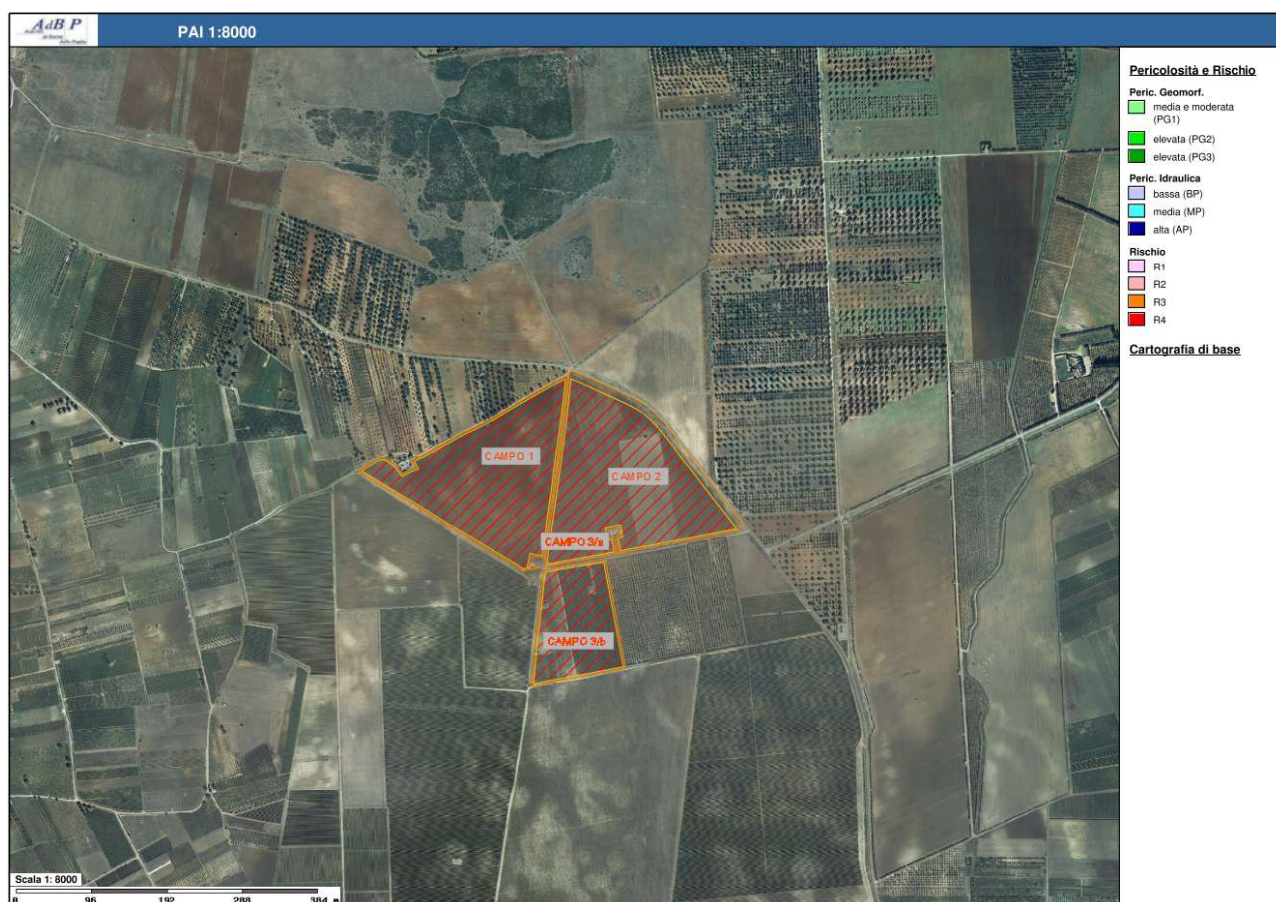 AdB P
PAI 1:8000
Pericolosità e Rischio
Peric. Geomorf.
media e moderata
(PG1)
elevata (PG2)
elevata (PG3)
Peric. Idraulica
bassa (BP)
media (MP)
alta (AP)
Rischio
R1
R2
R3
R4
Cartografia di base
CAMPO 1
CAMPO 2
CAMPO 3/a
CAMPO 3/b
Scala 1: 8000
0 96 192 288 384 m